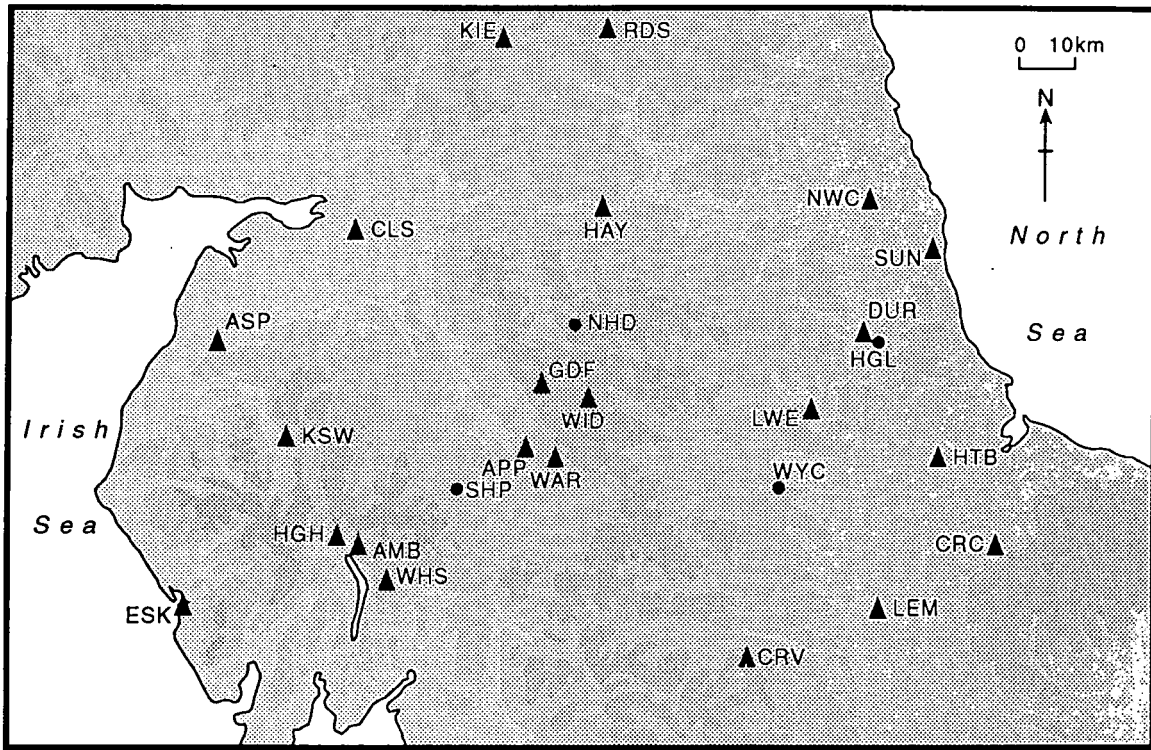 KIE
RDS
0 10km
N
NWC
CLS
HAY
North
SUN
ASP
NHD
DUR
Sea
HGL
GDF
WID
LWE
Irish
KSW
APP
WAR
HTB
SHP
WYC
Sea
HGH
AMB
CRC
WHS
ESK
LEM
CRV